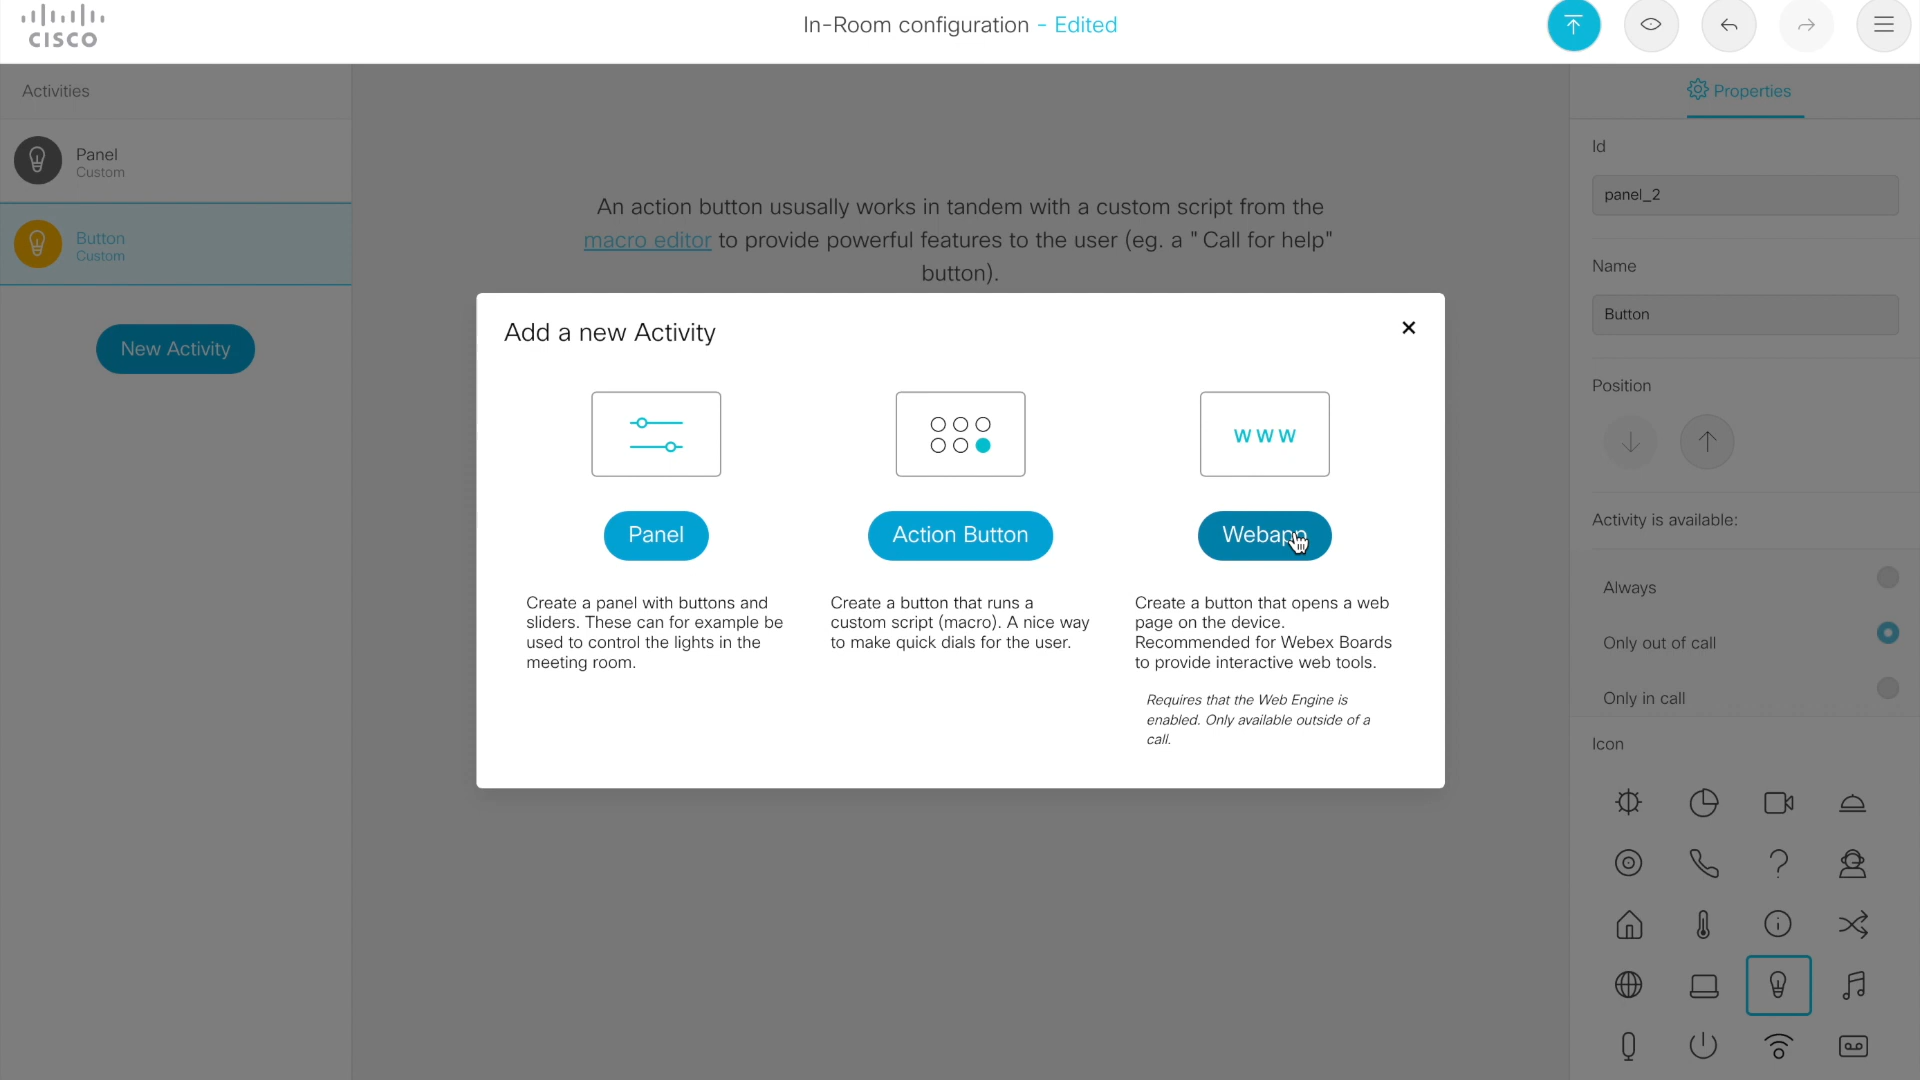 CISCO
In-Room configuration - Edited
Activities
Properties
Panel
Custom
Button
Custom
New Activity
An action button ususally works in tandem with a custom script from the
macro editor to provide powerful features to the user (eg. a " Call for help"
button).
Add a new Activity
www
Panel
Action Button
Webapp
Create a panel with buttons and
sliders. These can for example be
used to control the lights in the
meeting room.
Create a button that runs a
custom script (macro). A nice way
to make quick dials for the user.
Create a button that opens a web
page on the device.
Recommended for Webex Boards
to provide interactive web tools.
Requires that the Web Engine is
enabled. Only available outside of a
call.
Id
panel_2
Name
Button
Position
Activity is available:
Always
Only out of call
Only in call
Icon